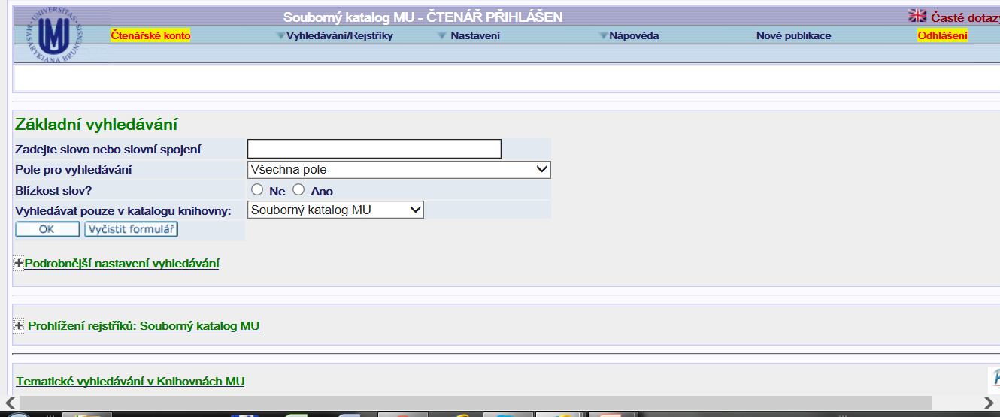 Souborný katalog MU - ČTENÁŘ PŘIHLÁŠEN Časté dotazy
Čtenářské konto Vyhledávání/Rejstříky Nastavení Nápověda Nové publikace Odhlášení
UNIVERSITAS MASARYKIANA BRUNENSIS
MU
Základní vyhledávání
Zadejte slovo nebo slovní spojení
Pole pro vyhledávání Všechna pole
Blízkost slov? Ne Ano
Vyhledávat pouze v katalogu knihovny: Souborný katalog MU
OK Vyčistit formulář
Podrobnější nastavení vyhledávání
Prohlížení rejstříků: Souborný katalog MU
Tematické vyhledávání v Knihovnách MU